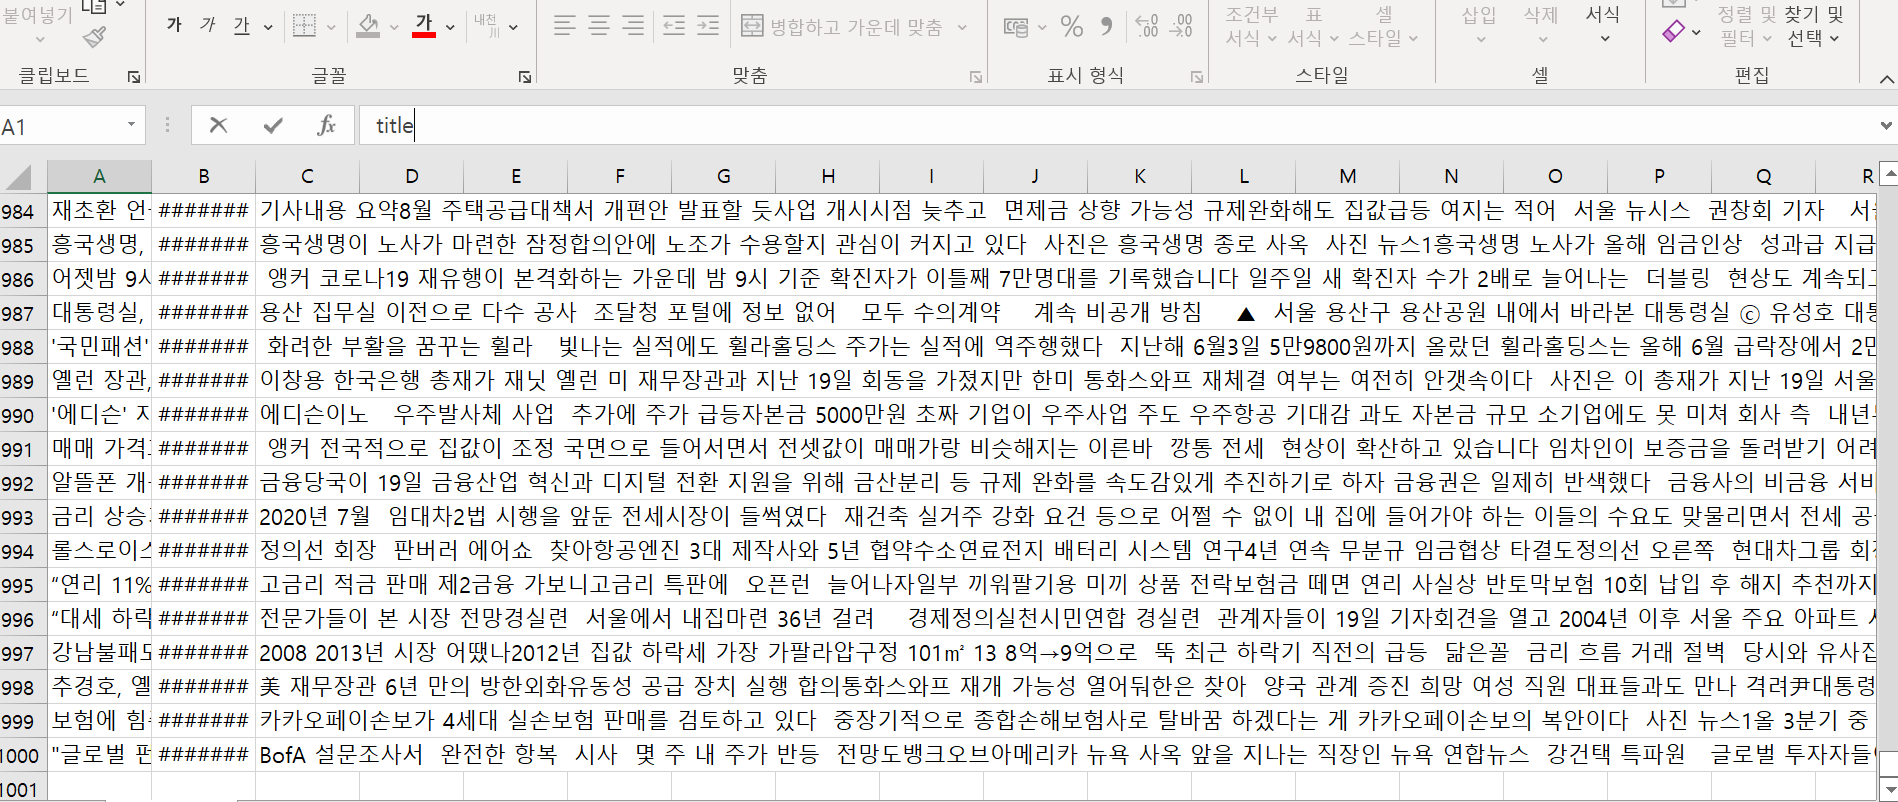 붙여넣기
가 가 가 가 내천 川
병합하고 가운데 맞춤
% 9 ←0 .00 .00 →0
조건부 서식 표 서식 셀 스타일
삽입 삭제 서식
정렬 및 필터 찾기 및 선택
클립보드 글꼴 맞춤 표시 형식 스타일 셀 편집
A1 fx title
A B C D E F G H I J K L M N O P Q R
984 재초환 언 ####### 기사내용 요약8월 주택공급대책서 개편안 발표할 듯사업 개시시점 늦추고 면제금 상향 가능성 규제완화해도 집값급등 여지는 적어 서울 뉴시스 권창회 기자 서울
985 흥국생명, ####### 흥국생명이 노사가 마련한 잠정합의안에 노조가 수용할지 관심이 커지고 있다 사진은 흥국생명 종로 사옥 사진 뉴스1흥국생명 노사가 올해 임금인상 성과급 지급
986 어젯밤 9시 ####### 앵커 코로나19 재유행이 본격화하는 가운데 밤 9시 기준 확진자가 이틀째 7만명대를 기록했습니다 일주일 새 확진자 수가 2배로 늘어나는 더블링 현상도 계속되고
987 대통령실, ####### 용산 집무실 이전으로 다수 공사 조달청 포털에 정보 없어 모두 수의계약 계속 비공개 방침 ▲ 서울 용산구 용산공원 내에서 바라본 대통령실 ⓒ 유성호 대통
988 '국민패션' ####### 화려한 부활을 꿈꾸는 휠라 빛나는 실적에도 휠라홀딩스 주가는 실적에 역주행했다 지난해 6월3일 5만9800원까지 올랐던 휠라홀딩스는 올해 6월 급락장에서 2만
989 옐런 장관, ####### 이창용 한국은행 총재가 재닛 옐런 미 재무장관과 지난 19일 회동을 가졌지만 한미 통화스와프 재체결 여부는 여전히 안갯속이다 사진은 이 총재가 지난 19일 서울
990 '에디슨' 지 ####### 에디슨이노 우주발사체 사업 추가에 주가 급등자본금 5000만원 초짜 기업이 우주사업 주도 우주항공 기대감 과도 자본금 규모 소기업에도 못 미쳐 회사 측 내년
991 매매 가격 ####### 앵커 전국적으로 집값이 조정 국면으로 들어서면서 전셋값이 매매가랑 비슷해지는 이른바 깡통 전세 현상이 확산하고 있습니다 임차인이 보증금을 돌려받기 어려
992 알뜰폰 개 ####### 금융당국이 19일 금융산업 혁신과 디지털 전환 지원을 위해 금산분리 등 규제 완화를 속도감있게 추진하기로 하자 금융권은 일제히 반색했다 금융사의 비금융 서비
993 금리 상승 ####### 2020년 7월 임대차2법 시행을 앞둔 전세시장이 들썩였다 재건축 실거주 강화 요건 등으로 어쩔 수 없이 내 집에 들어가야 하는 이들의 수요도 맞물리면서 전세 공
994 롤스로이스 ####### 정의선 회장 판버러 에어쇼 찾아항공엔진 3대 제작사와 5년 협약수소연료전지 배터리 시스템 연구4년 연속 무분규 임금협상 타결도정의선 오른쪽 현대차그룹 회장
995 “연리 11% ####### 고금리 적금 판매 제2금융 가보니고금리 특판에 오픈런 늘어나자일부 끼워팔기용 미끼 상품 전락보험금 떼면 연리 사실상 반토막보험 10회 납입 후 해지 추천까지
996 “대세 하락 ####### 전문가들이 본 시장 전망경실련 서울에서 내집마련 36년 걸려 경제정의실천시민연합 경실련 관계자들이 19일 기자회견을 열고 2004년 이후 서울 주요 아파트 시
997 강남불패도 ####### 2008 2013년 시장 어땠나2012년 집값 하락세 가장 가팔라압구정 101㎡ 13 8억→9억으로 뚝 최근 하락기 직전의 급등 닮은꼴 금리 흐름 거래 절벽 당시와 유사집
998 추경호, 옐 ####### 美 재무장관 6년 만의 방한외화유동성 공급 장치 실행 합의통화스와프 재개 가능성 열어둬한은 찾아 양국 관계 증진 희망 여성 직원 대표들과도 만나 격려尹대통령
999 보험에 힘 ####### 카카오페이손보가 4세대 실손보험 판매를 검토하고 있다 중장기적으로 종합손해보험사로 탈바꿈 하겠다는 게 카카오페이손보의 복안이다 사진 뉴스1올 3분기 중
1000 "글로벌 펀 ####### BofA 설문조사서 완전한 항복 시사 몇 주 내 주가 반등 전망도뱅크오브아메리카 뉴욕 사옥 앞을 지나는 직장인 뉴욕 연합뉴스 강건택 특파원 글로벌 투자자들
1001